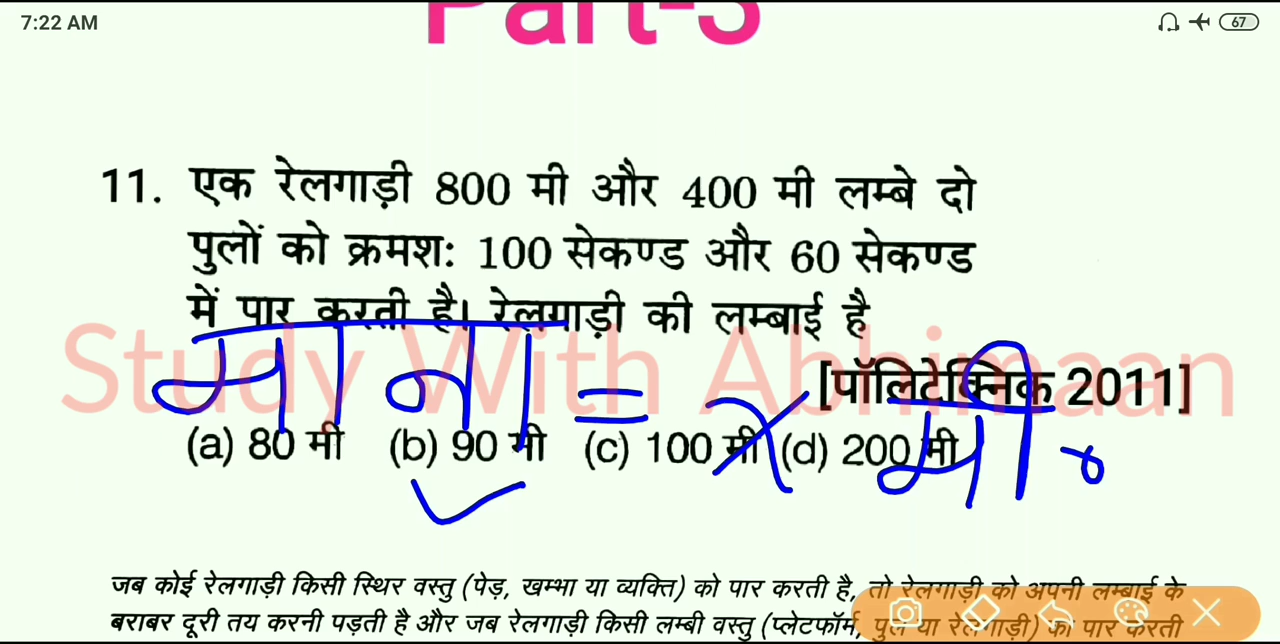 7:22 AM
67
Part-3
11. एक रेलगाड़ी 800 मी और 400 मी लम्बे दो
पुलों को क्रमश: 100 सेकण्ड और 60 सेकण्ड
में पार करती है। रेलगाड़ी की लम्बाई है
Study With Abhimaan
[पॉलिटेक्निक 2011]
माना = x मी०
(a) 80 मी (b) 90 मी (c) 100 मी (d) 200 मी
जब कोई रेलगाड़ी किसी स्थिर वस्तु (पेड़, खम्भा या व्यक्ति) को पार करती है, तो रेलगाड़ी को अपनी लम्बाई के
बराबर दूरी तय करनी पड़ती है और जब रेलगाड़ी किसी लम्बी वस्तु (प्लेटफॉर्म, पुल या रेलगाड़ी) को पार करती